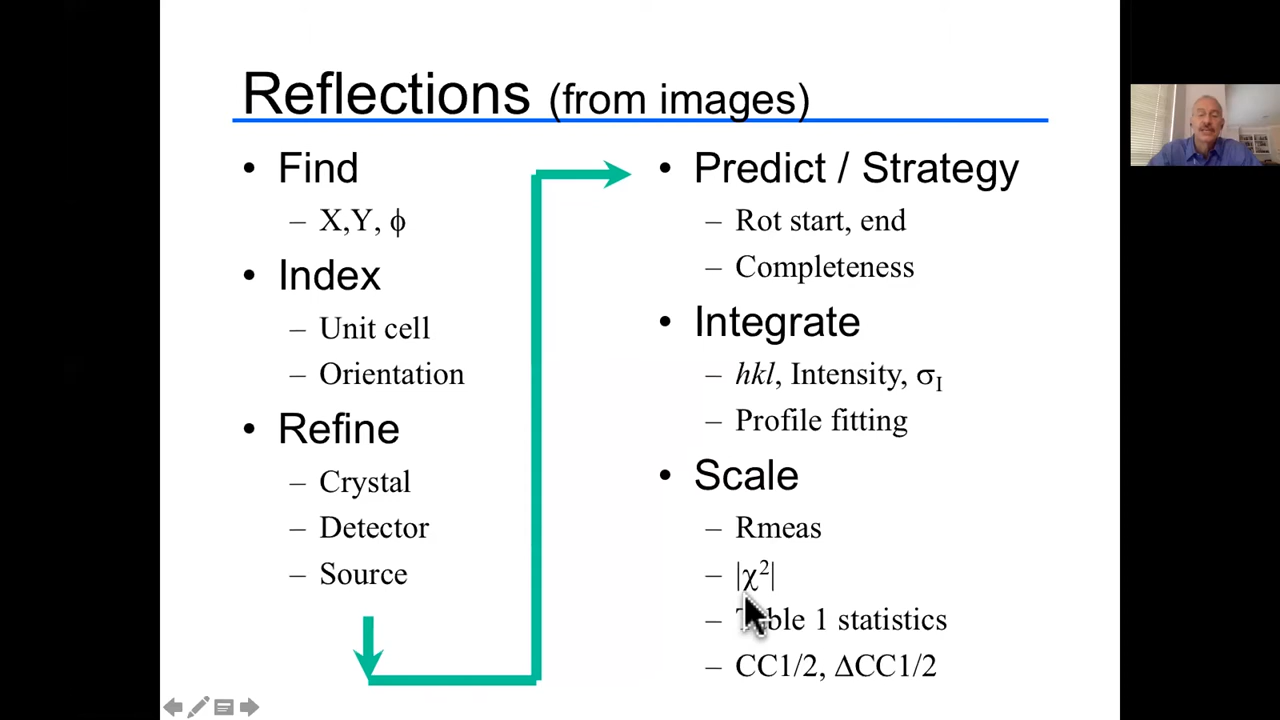 Reflections (from images)
• Find
– X,Y, ϕ
• Index
– Unit cell
– Orientation
• Refine
– Crystal
– Detector
– Source
• Predict / Strategy
– Rot start, end
– Completeness
• Integrate
– hkl, Intensity, σI
– Profile fitting
• Scale
– Rmeas
– |χ²|
– Table 1 statistics
– CC1/2, ΔCC1/2